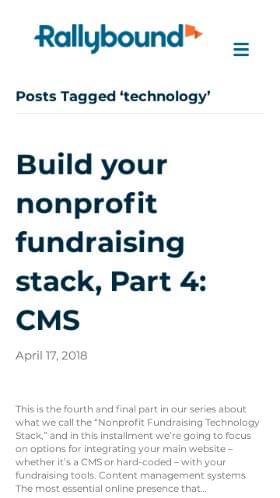 Rallybound
Posts Tagged ‘technology’
Build your
nonprofit
fundraising
stack, Part 4:
CMS
April 17, 2018
This is the fourth and final part in our series about
what we call the “Nonprofit Fundraising Technology
Stack,” and in this installment we’re going to focus
on options for integrating your main website –
whether it’s a CMS or hard-coded – with your
fundraising tools. Content management systems
The most essential online presence that…